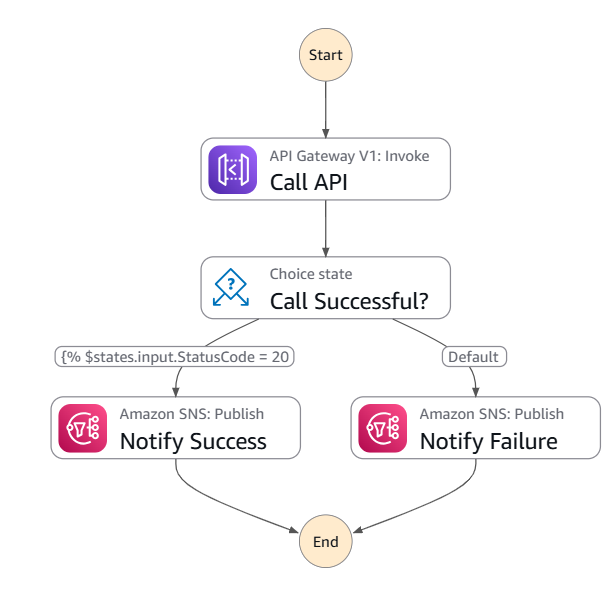 Start
API Gateway V1: Invoke
Call API
?
Choice state
Call Successful?
{% $states.input.StatusCode = 20
Default
Amazon SNS: Publish
Notify Success
Amazon SNS: Publish
Notify Failure
End